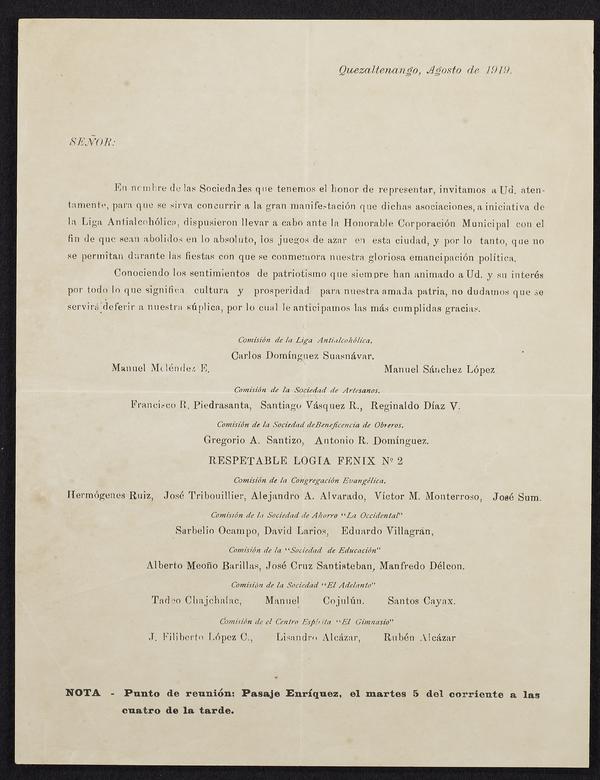 Quezaltenango, Agosto de 1919.
SEÑOR:
En nombre de las Sociedades que tenemos el honor de representar, invitamos a Ud. aten-
tamente, para que se sirva concurrir a la gran manifestación que dichas asociaciones, a iniciativa de
la Liga Antialcohólica, dispusieron llevar a cabo ante la Honorable Corporación Municipal con el
fin de que sean abolidos en lo absoluto, los juegos de azar en esta ciudad, y por lo tanto, que no
se permitan durante las fiestas con que se conmemora nuestra gloriosa emancipación política.
Conociendo los sentimientos de patriotismo que siempre han animado a Ud. y su interés
por todo lo que significa cultura y prosperidad para nuestra amada patria, no dudamos que se
servirá deferir a nuestra súplica, por lo cual le anticipamos las más cumplidas gracias.
Comisión de la Liga Antialcohólica.
Carlos Domínguez Suasnávar.
Manuel Meléndez E. Manuel Sánchez López
Comisión de la Sociedad de Artesanos.
Francisco R. Piedrasanta, Santiago Vásquez R., Reginaldo Díaz V.
Comisión de la Sociedad deBeneficencia de Obreros.
Gregorio A. Santizo, Antonio R. Domínguez.
RESPETABLE LOGIA FENIX Nº 2
Comisión de la Congregación Evangélica.
Hermógenes Ruiz, José Tribouillier, Alejandro A. Alvarado, Víctor M. Monterroso, José Sum.
Comisión de la Sociedad de Ahorro "La Occidental"
Sarbelio Ocampo, David Larios, Eduardo Villagrán,
Comisión de la "Sociedad de Educación"
Alberto Meoño Barillas, José Cruz Santisteban, Manfredo Déleon.
Comisión de la Sociedad "El Adelanto"
Tadeo Chajchalac, Manuel Cojulún. Santos Cayax.
Comisión de el Centro Espírita "El Gimnasio"
J. Filiberto López C., Lisandro Alcázar, Rubén Alcázar
NOTA - Punto de reunión: Pasaje Enríquez, el martes 5 del corriente a las
cuatro de la tarde.